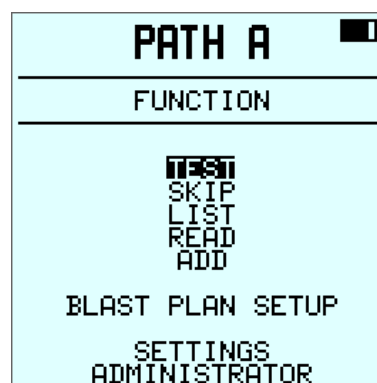 PATH A
FUNCTION
TEST
SKIP
LIST
READ
ADD
BLAST PLAN SETUP
SETTINGS
ADMINISTRATOR